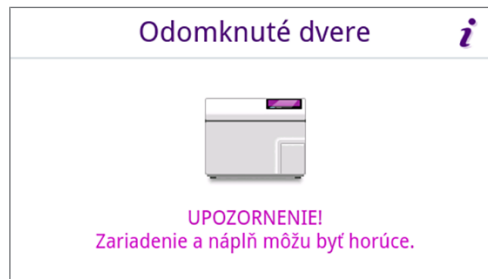 Odomknuté dvere
i
UPOZORNENIE!
Zariadenie a náplň môžu byť horúce.